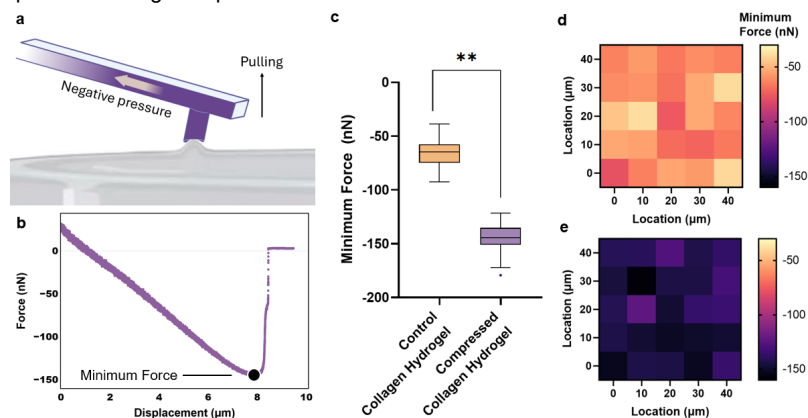 a
Pulling
Negative pressure
b
Force (nN)
0
−50
−100
−150
Minimum Force
0
2
4
6
8
10
Displacement (µm)
c
**
Minimum Force (nN)
0
-50
-100
-150
-200
Control
Collagen Hydrogel
Compressed
Collagen Hydrogel
d
Minimum
Force (nN)
Location (µm)
40
30
20
10
0
0 10 20 30 40
Location (µm)
-50
-100
-150
e
Location (µm)
40
30
20
10
0
0 10 20 30 40
Location (µm)
-50
-100
-150